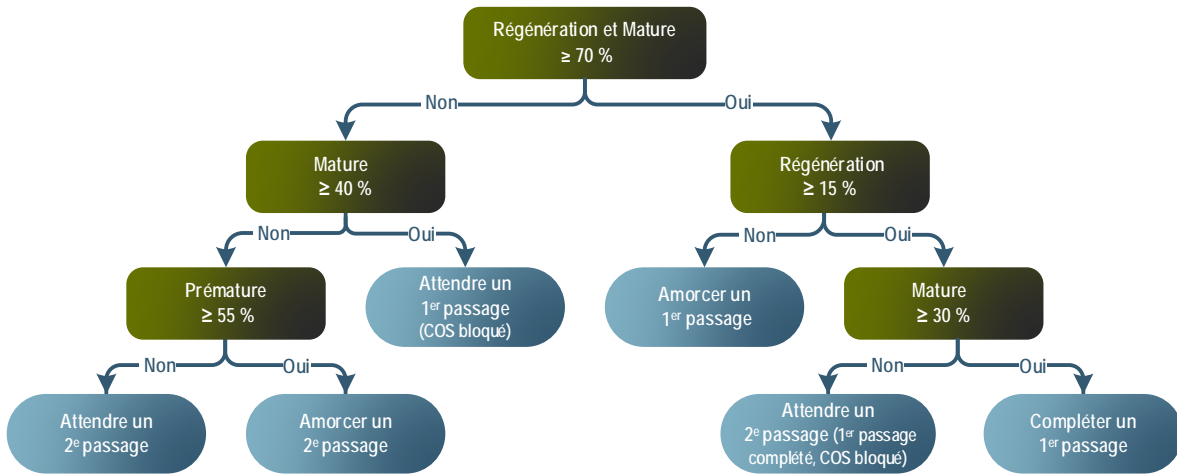 Régénération et Mature
≥ 70 %
Non
Oui
Mature
≥ 40 %
Régénération
≥ 15 %
Non
Oui
Non
Oui
Prémature
≥ 55 %
Attendre un
1er passage
(COS bloqué)
Amorcer un
1er passage
Mature
≥ 30 %
Non
Oui
Non
Oui
Attendre un
2e passage
Amorcer un
2e passage
Attendre un
2e passage (1er passage
complété, COS bloqué)
Compléter un
1er passage